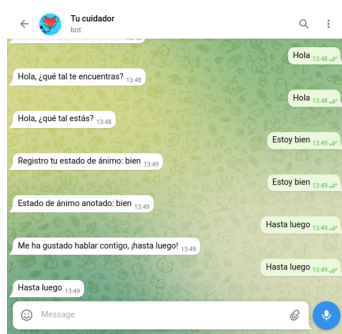 Tu cuidador
bot
Hola 13:48
Hola, ¿qué tal te encuentras? 13:48
Hola 13:48
Hola, ¿qué tal estás? 13:48
Estoy bien 13:49
Registro tu estado de ánimo: bien 13:49
Estoy bien 13:49
Estado de ánimo anotado: bien 13:49
Hasta luego 13:49
Me ha gustado hablar contigo, ¡hasta luego! 13:49
Hasta luego 13:49
Hasta luego 13:49
Message